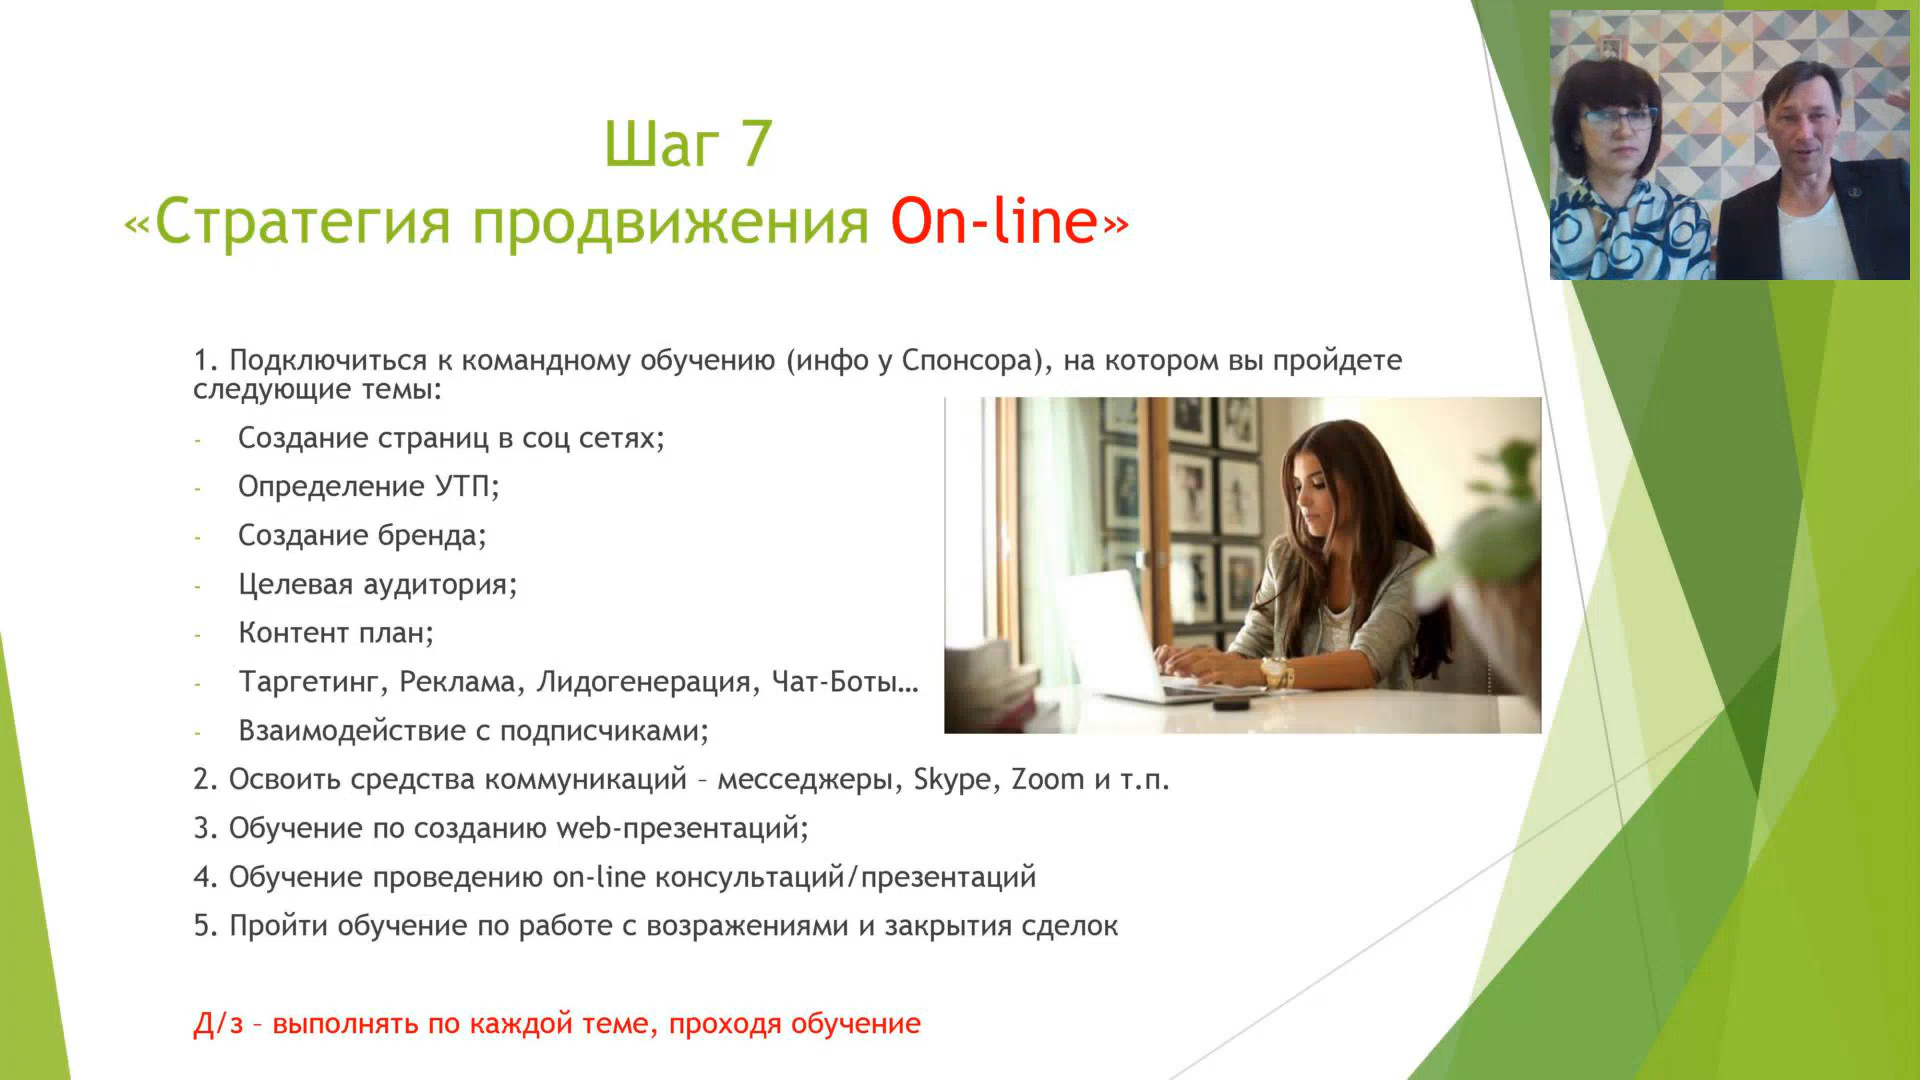 Шаг 7
«Стратегия продвижения On-line»
1. Подключиться к командному обучению (инфо у Спонсора), на котором вы пройдете
следующие темы:
- Создание страниц в соц сетях;
- Определение УТП;
- Создание бренда;
- Целевая аудитория;
- Контент план;
- Таргетинг, Реклама, Лидогенерация, Чат-Боты…
- Взаимодействие с подписчиками;
2. Освоить средства коммуникаций – месседжеры, Skype, Zoom и т.п.
3. Обучение по созданию web-презентаций;
4. Обучение проведению on-line консультаций/презентаций
5. Пройти обучение по работе с возражениями и закрытия сделок
Д/з – выполнять по каждой теме, проходя обучение